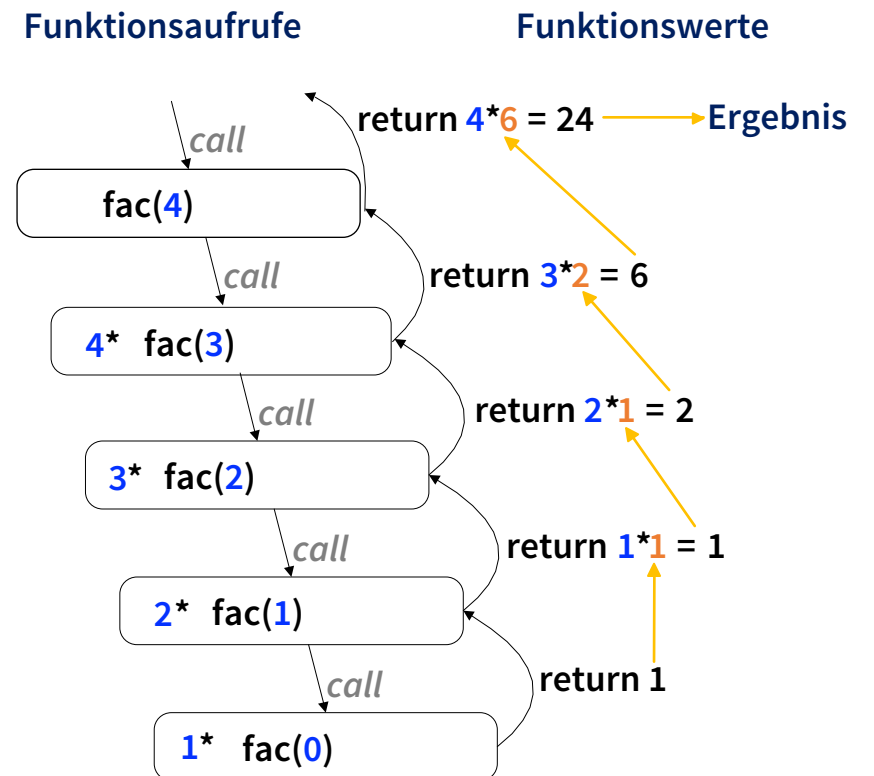 Funktionsaufrufe Funktionswerte
return 4*6 = 24 Ergebnis
call
fac(4)
call
return 3*2 = 6
4* fac(3)
call
return 2*1 = 2
3* fac(2)
call
return 1*1 = 1
2* fac(1)
call
return 1
1* fac(0)